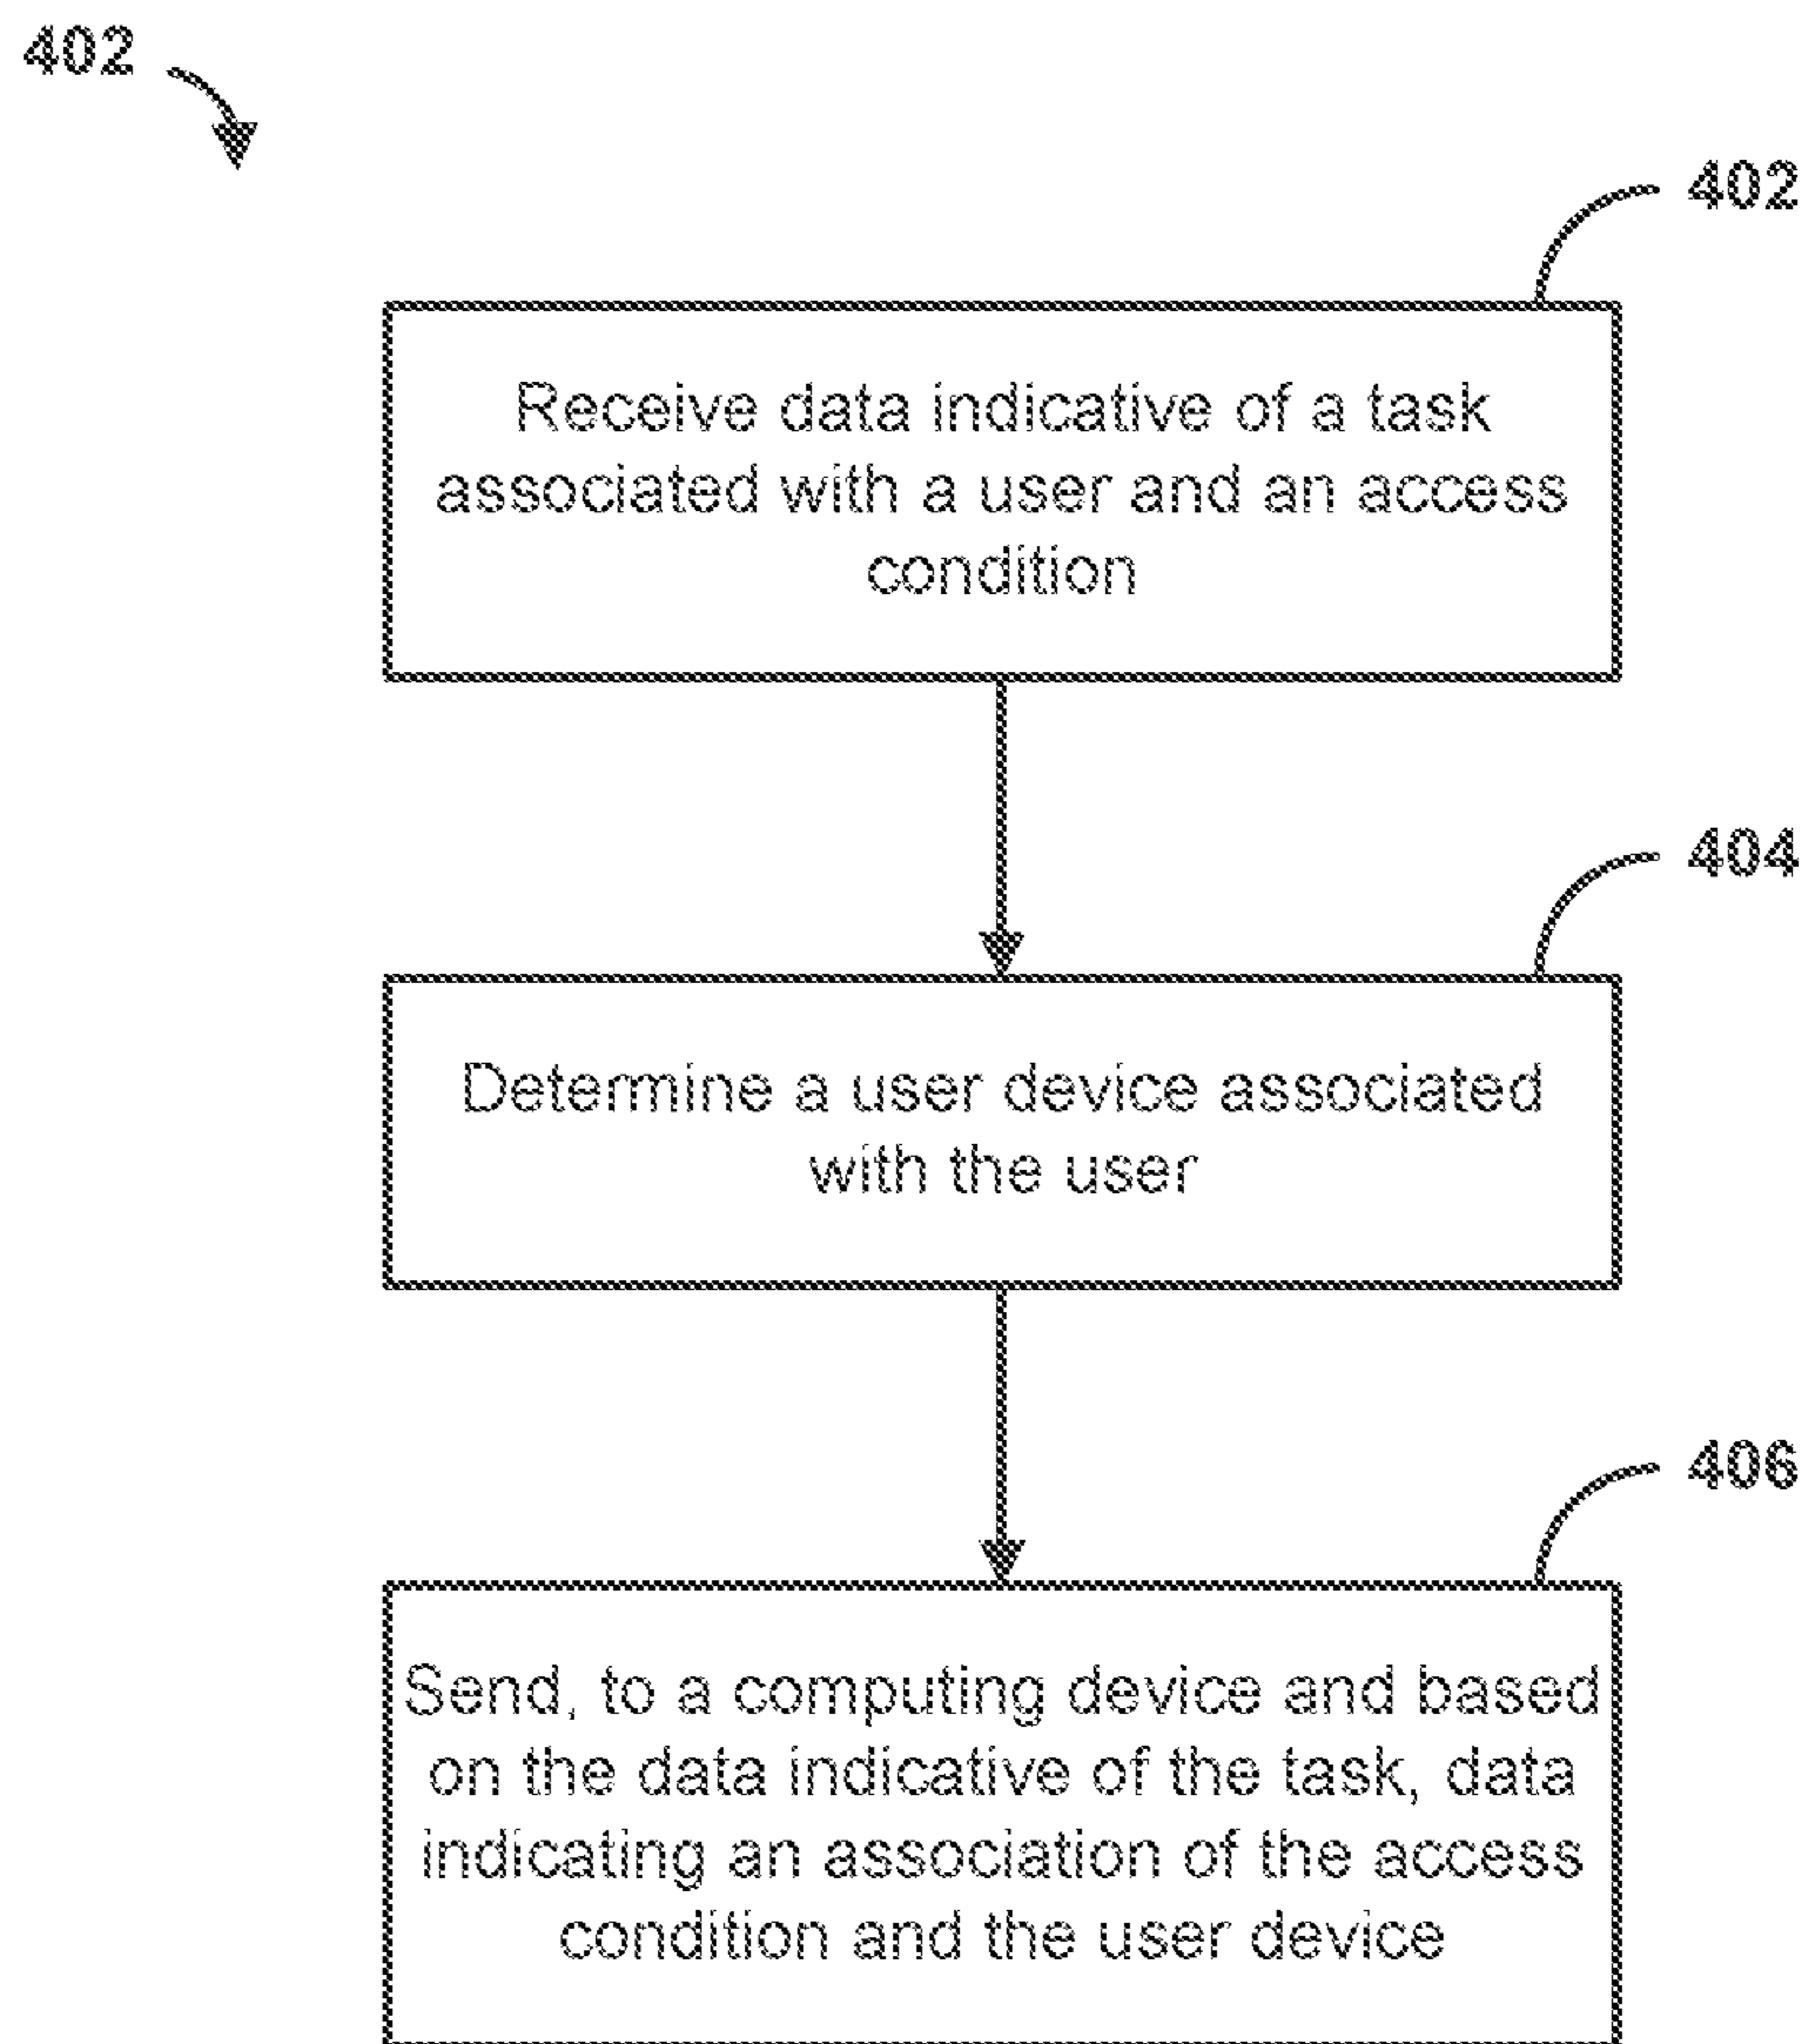 402
402
Receive data indicative of a task
associated with a user and an access
condition
404
Determine a user device associated
with the user
406
Send, to a computing device and based
on the data indicative of the task, data
indicating an association of the access
condition and the user device